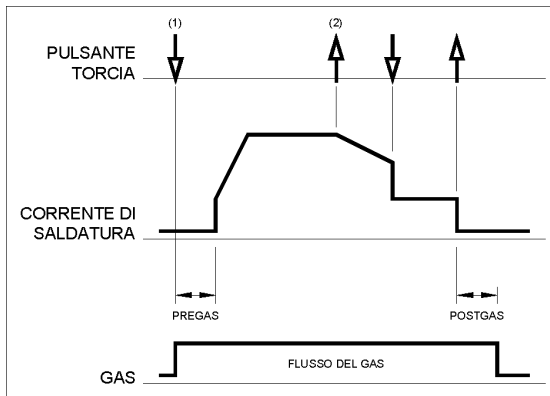 (1)
(2)
PULSANTE
TORCIA
CORRENTE DI
SALDATURA
PREGAS
POSTGAS
FLUSSO DEL GAS
GAS